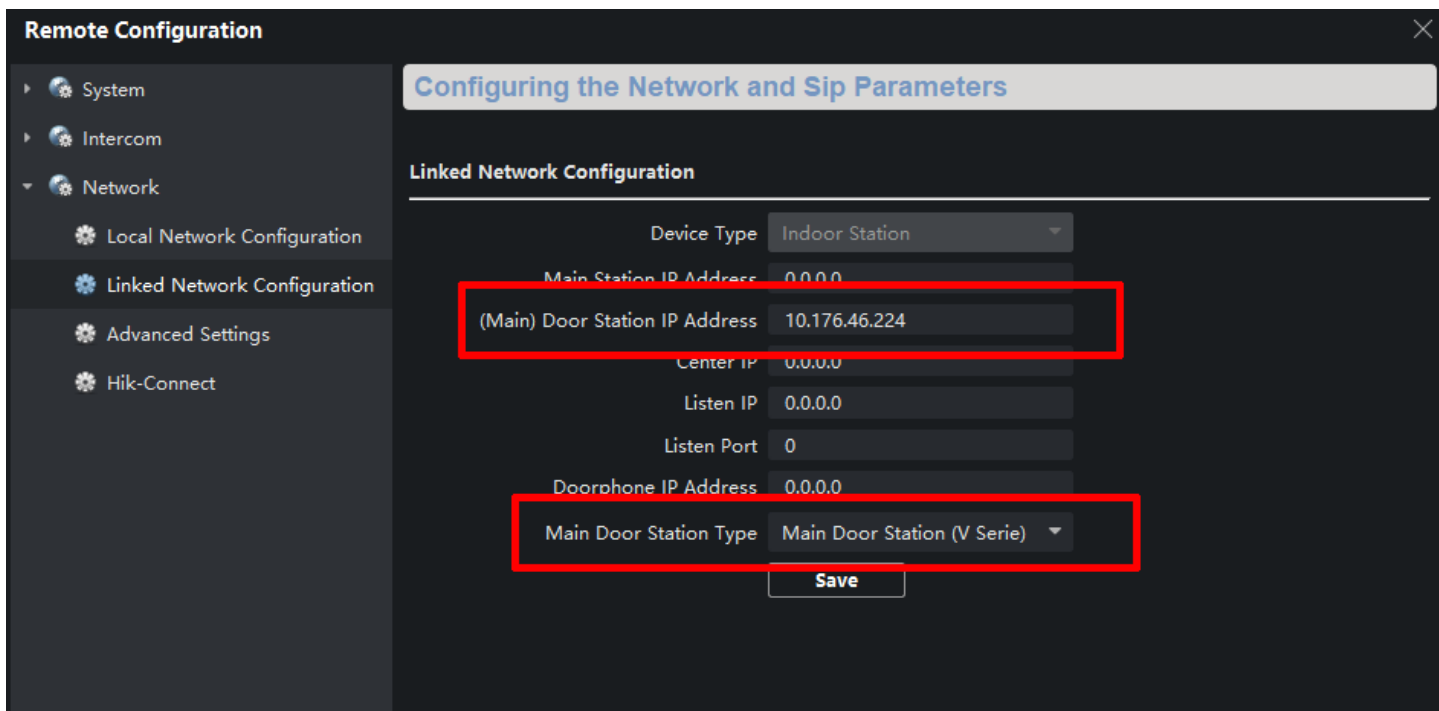 Remote Configuration
System
Intercom
Network
Local Network Configuration
Linked Network Configuration
Advanced Settings
Hik-Connect
Configuring the Network and Sip Parameters
Linked Network Configuration
Device Type Indoor Station
Main Station IP Address 0.0.0.0
(Main) Door Station IP Address 10.176.46.224
Center IP 0.0.0.0
Listen IP 0.0.0.0
Listen Port 0
Doorphone IP Address 0.0.0.0
Main Door Station Type Main Door Station (V Serie)
Save